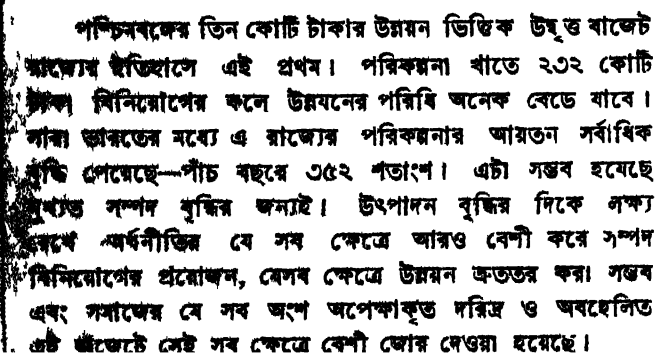 পশ্চিমবঙ্গের তিন কোটি টাকার উন্নয়ন ভিত্তিক উদ্বৃত্ত বাজেট
রাজ্যের ইতিহাসে এই প্রথম। পরিকল্পনা খাতে ২৩২ কোটি
টাকা বিনিয়োগের ফলে উন্নয়নের পরিধি অনেক বেডে যাবে।
সারা ভারতের মধ্যে এ রাজ্যের পরিকল্পনার আয়তন সর্বাধিক
বৃদ্ধি পেয়েছে—পাঁচ বছরে ৩৫২ শতাংশ। এটা সম্ভব হযেছে
মুখ্যত সম্পদ বৃদ্ধির জন্যই। উৎপাদন বৃদ্ধির দিকে লক্ষ্য
রেখে অর্থনীতির যে সব ক্ষেত্রে আরও বেশী করে সম্পদ
বিনিয়োগের প্রয়োজন, যেসব ক্ষেত্রে উন্নয়ন দ্রুততর করা সম্ভব
এবং সমাজের যে সব অংশ অপেক্ষাকৃত দরিদ্র ও অবহেলিত
এই বাজেটে সেই সব ক্ষেত্রে বেশী জোর দেওয়া হয়েছে।